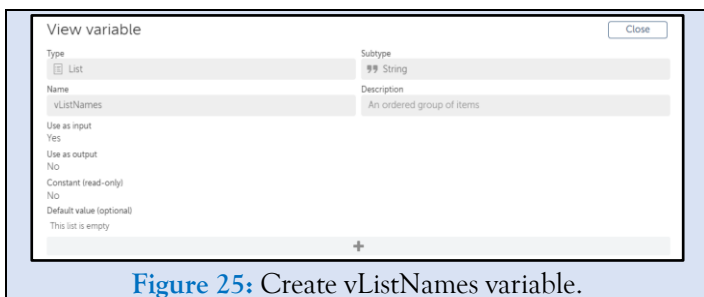 View variable
Close
Type
List
Subtype
String
Name
vListNames
Description
An ordered group of items
Use as input
Yes
Use as output
No
Constant (read-only)
No
Default value (optional)
This list is empty
+
Figure 25: Create vListNames variable.